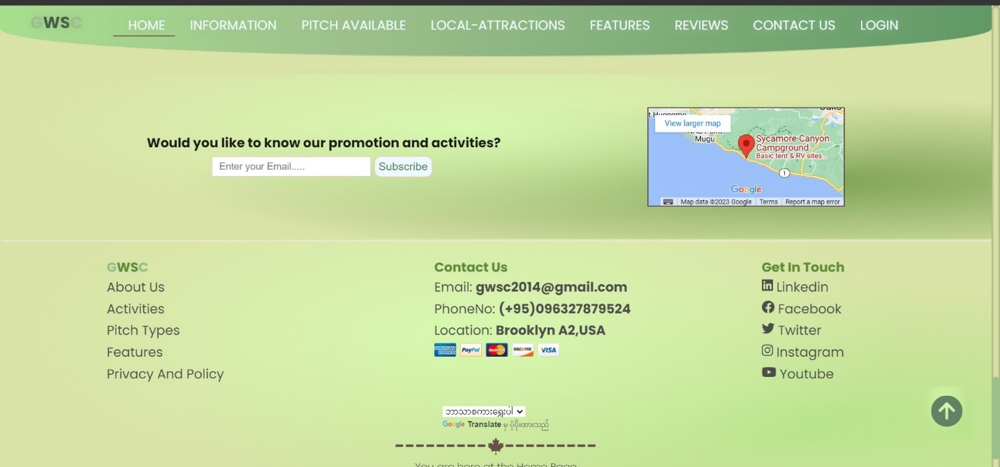 GWSC HOME INFORMATION PITCH AVAILABLE LOCAL-ATTRACTIONS FEATURES REVIEWS CONTACT US LOGIN
Would you like to know our promotion and activities?
Enter your Email..... Subscribe
View larger map
Mugu
Sycamore Canyon
Campground
Basic tent & RV sites...
1
Google
Map data ©2023 Google Terms Report a map error
GWSC
About Us
Activities
Pitch Types
Features
Privacy And Policy
Contact Us
Email: gwsc2014@gmail.com
PhoneNo: (+95)096327879524
Location: Brooklyn A2,USA
AMERICAN EXPRESS PayPal MasterCard DISCOVER VISA
Get In Touch
Linkedin
Facebook
Twitter
Instagram
Youtube
ဘာသာစကားရွေးပါ
Google Translate မှ ပံ့ပိုးထားသည်
You are here at the Home Page